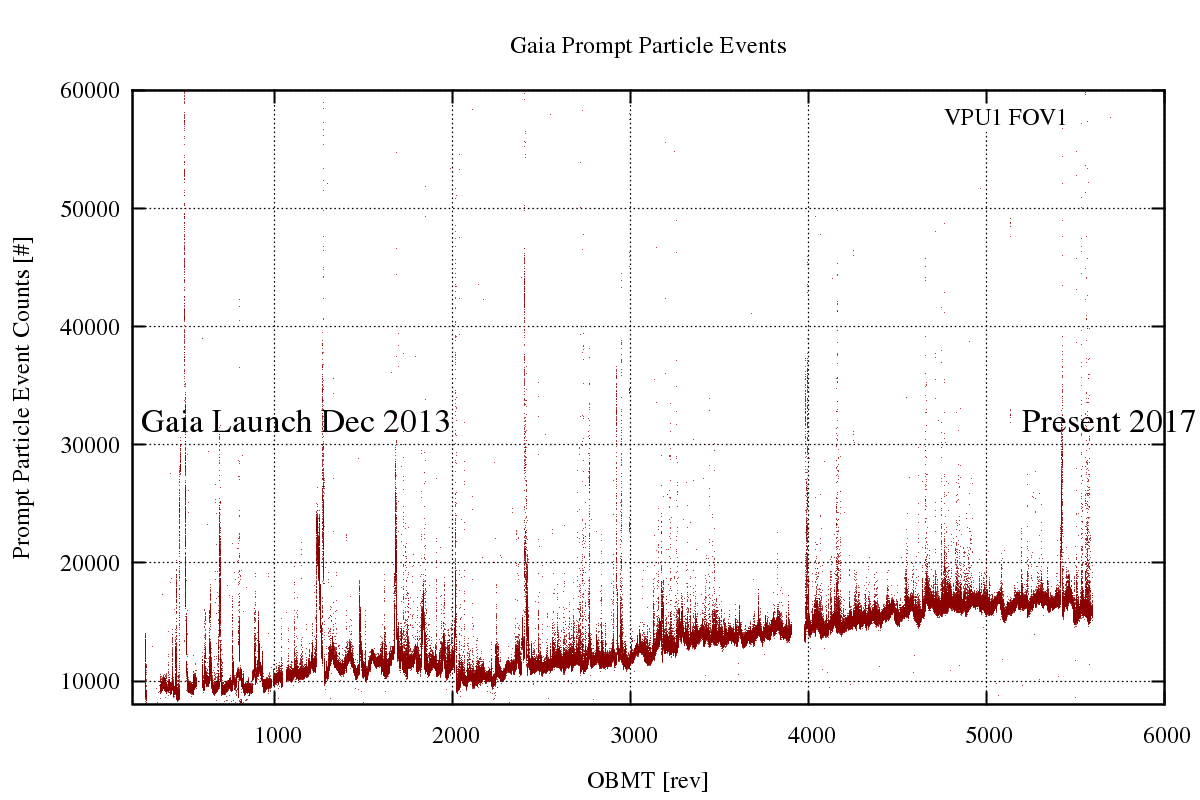 Gaia Prompt Particle Events
60000
VPU1 FOV1
50000
40000
Gaia Launch Dec 2013
Present 2017
30000
20000
10000
Prompt Particle Event Counts [#]
1000 2000 3000 4000 5000 6000
OBMT [rev]